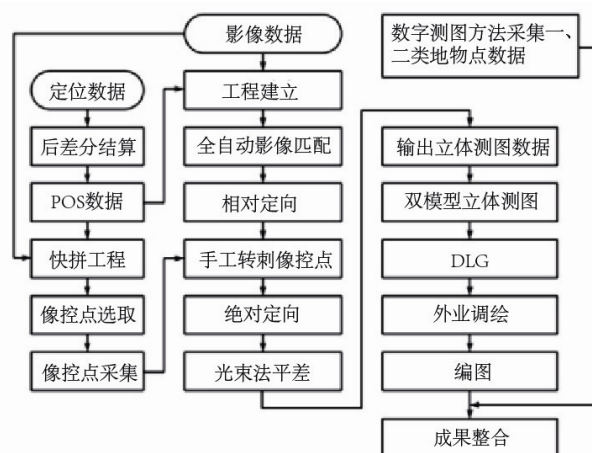 影像数据
数字测图方法采集一、
二类地物点数据
定位数据
工程建立
后差分结算
全自动影像匹配
输出立体测图数据
POS数据
相对定向
双模型立体测图
快拼工程
手工转刺像控点
DLG
像控点选取
绝对定向
外业调绘
像控点采集
光束法平差
编图
成果整合